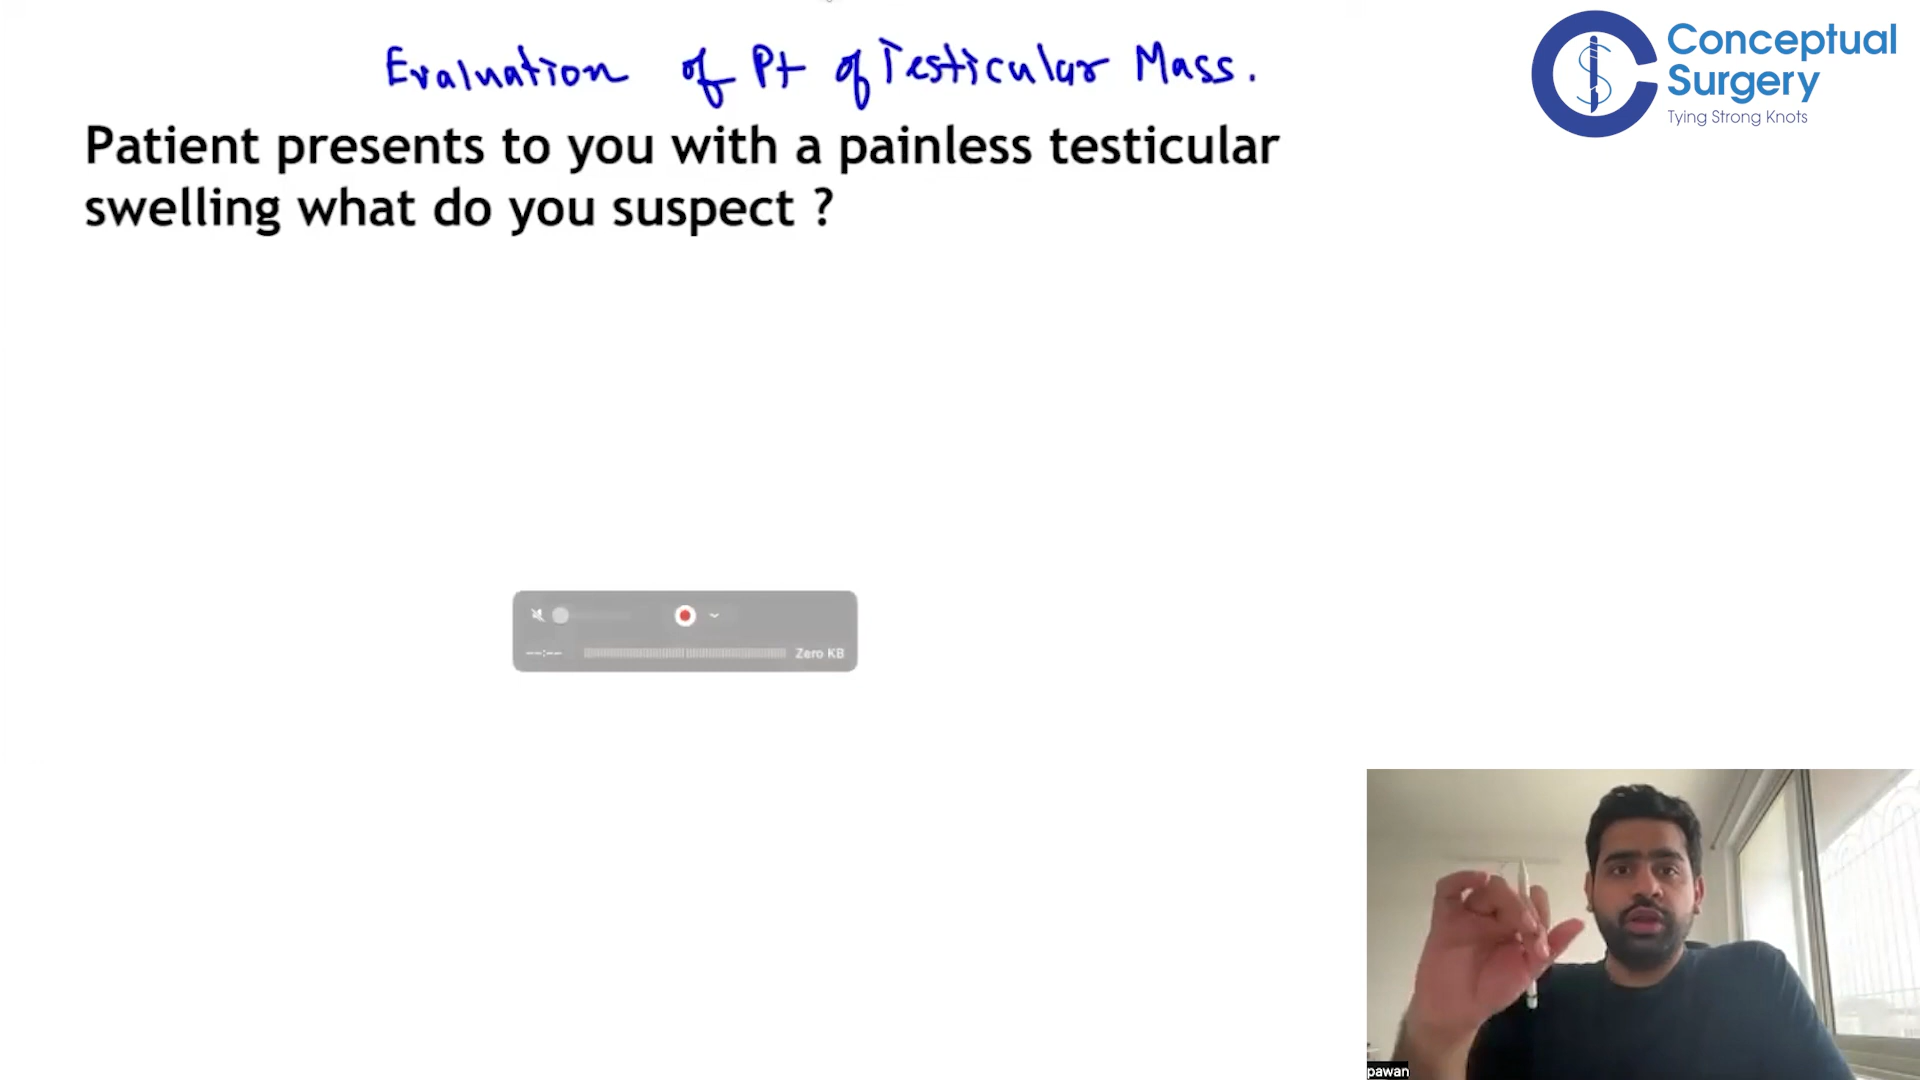 Evaluation of Pt of Testicular Mass.
Conceptual
Surgery
Tying Strong Knots
Patient presents to you with a painless testicular
swelling what do you suspect ?
--:--
Zero KB
pawan